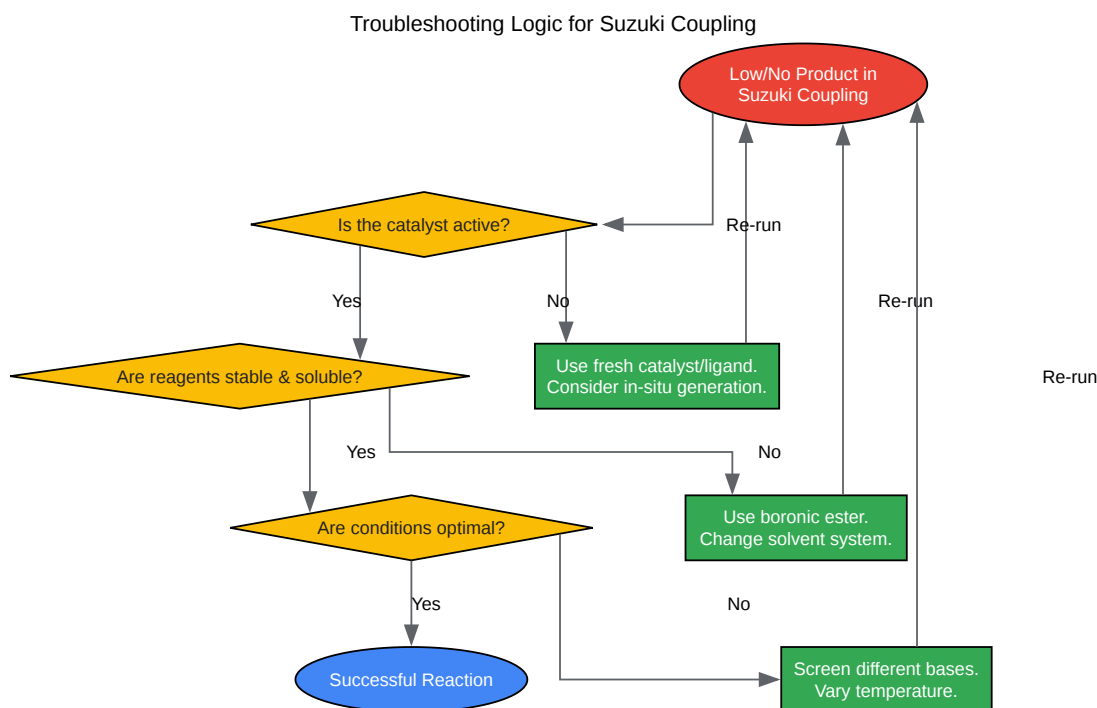 Troubleshooting Logic for Suzuki Coupling
Low/No Product in
Suzuki Coupling
Is the catalyst active?
Re-run
Yes
No
Re-run
Use fresh catalyst/ligand.
Consider in-situ generation.
Are reagents stable & soluble?
Re-run
Yes
No
Use boronic ester.
Change solvent system.
Are conditions optimal?
Yes
No
Successful Reaction
Screen different bases.
Vary temperature.